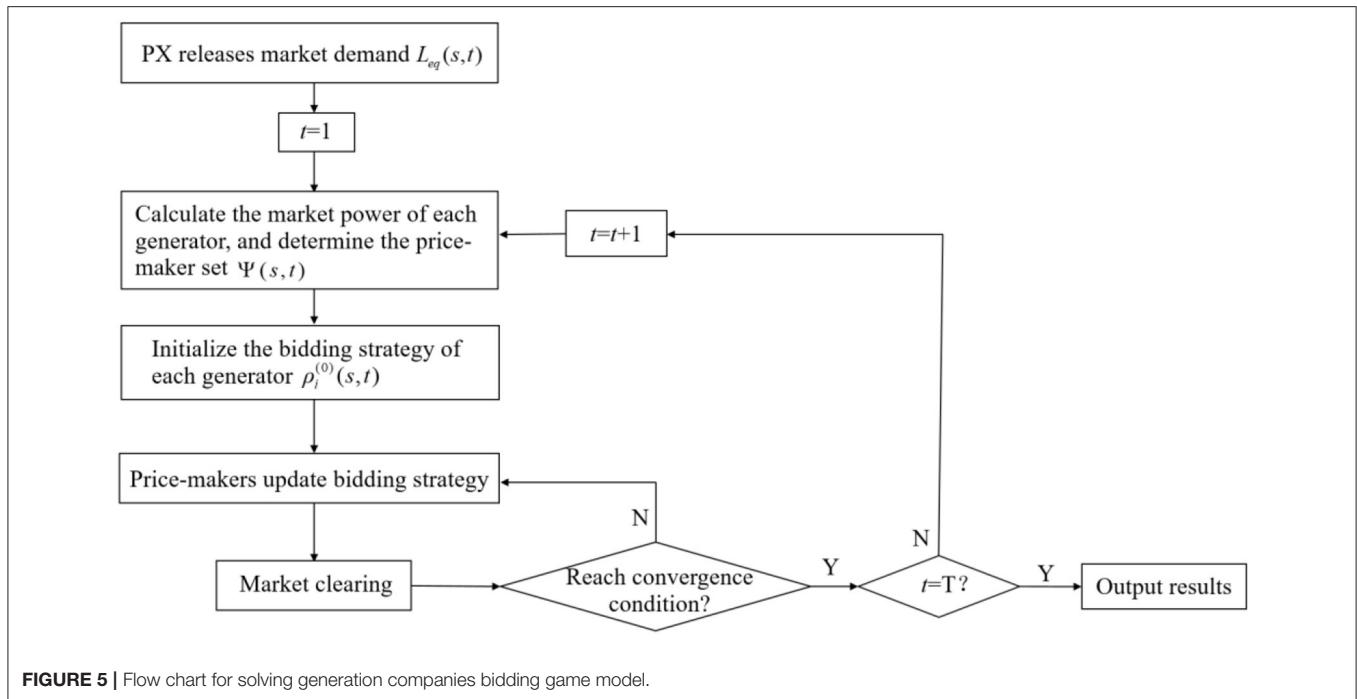 PX releases market demand L_eq(s,t)
t=1
Calculate the market power of each
generator, and determine the price-
maker set Ψ(s,t)
t=t+1
Initialize the bidding strategy of
each generator ρ_i^(0)(s,t)
Price-makers update bidding strategy
N
N
Market clearing
Reach convergence
condition?
Y
t=T?
Y
Output results
FIGURE 5 | Flow chart for solving generation companies bidding game model.